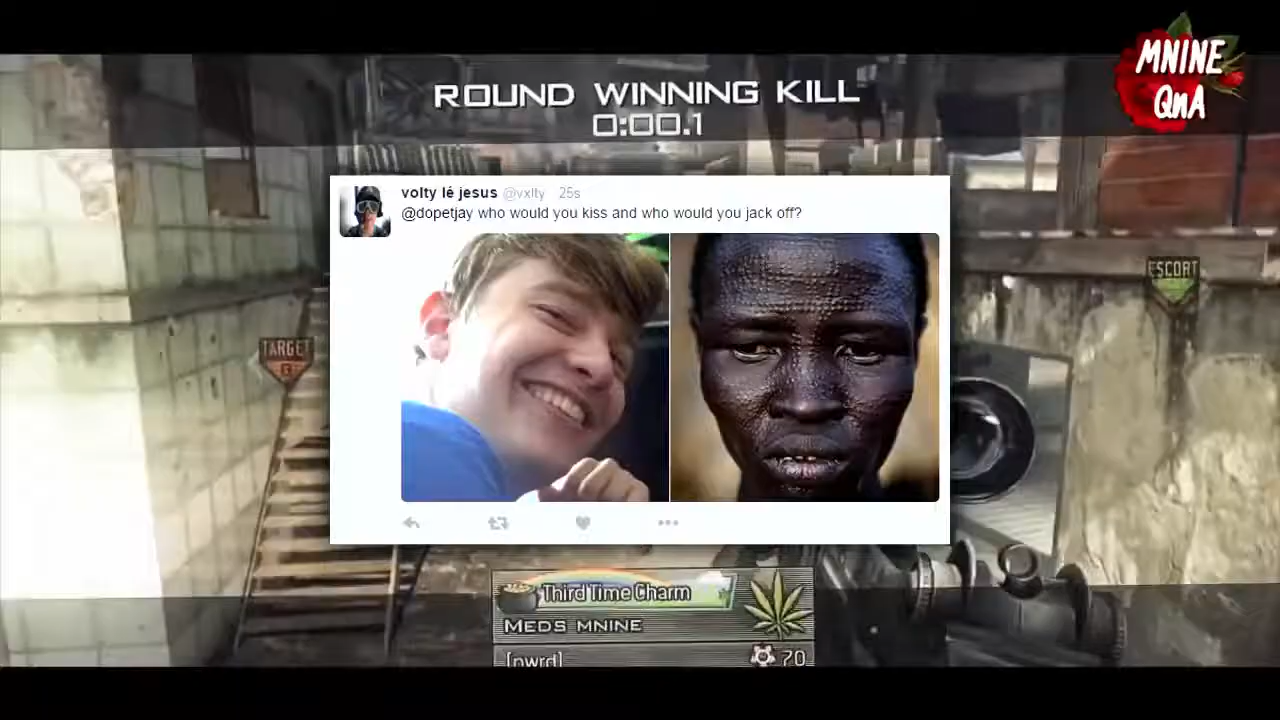 MNINE
QnA
ROUND WINNING KILL
0:00.1
volty lé jesus @vxlty 25s
@dopetjay who would you kiss and who would you jack off?
ESCORT
TARGET
Third Time Charm
MEDS MNINE
[nwrd]
70